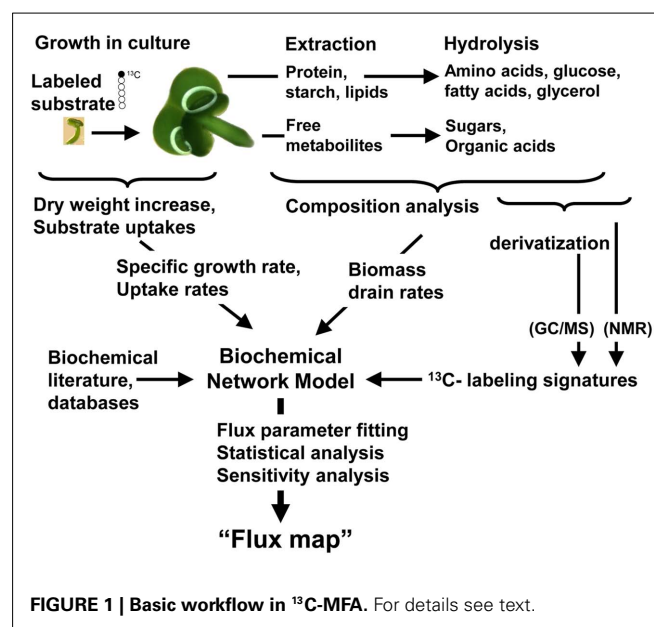 Growth in culture
Extraction
Hydrolysis
Labeled
substrate
¹³C
Protein,
starch, lipids
Amino acids, glucose,
fatty acids, glycerol
Free
metaboilites
Sugars,
Organic acids
Dry weight increase,
Substrate uptakes
Composition analysis
derivatization
Specific growth rate,
Uptake rates
Biomass
drain rates
(GC/MS)
(NMR)
Biochemical
literature,
databases
Biochemical
Network Model
¹³C- labeling signatures
Flux parameter fitting
Statistical analysis
Sensitivity analysis
“Flux map”
FIGURE 1 | Basic workflow in ¹³C-MFA. For details see text.